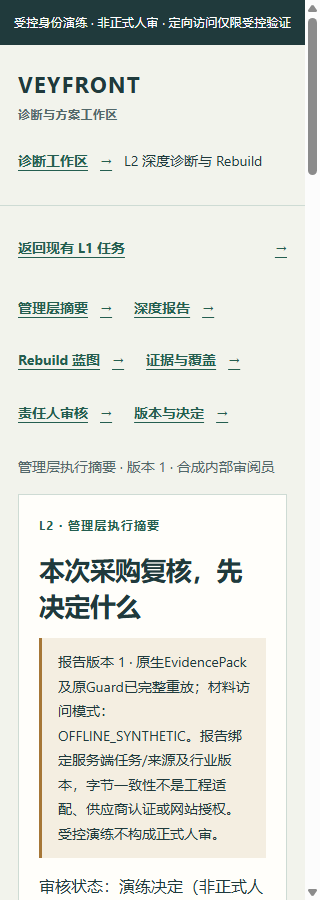 受控身份演练 · 非正式人审 · 定向访问仅限受控验证
VEYFRONT
诊断与方案工作区
诊断工作区 → L2 深度诊断与 Rebuild
返回现有 L1 任务 →
管理层摘要 → 深度报告 →
Rebuild 蓝图 → 证据与覆盖 →
责任人审核 → 版本与决定 →
管理层执行摘要 · 版本 1 · 合成内部审阅员
L2 · 管理层执行摘要
本次采购复核，先
决定什么
报告版本 1 · 原生EvidencePack
及原Guard已完整重放；材料访
问模式：
OFFLINE_SYNTHETIC。报告绑
定服务端任务/来源及行业版
本，字节一致性不是工程适
配、供应商认证或网站授权。
受控演练不构成正式人审。
审核状态：演练决定（非正式人